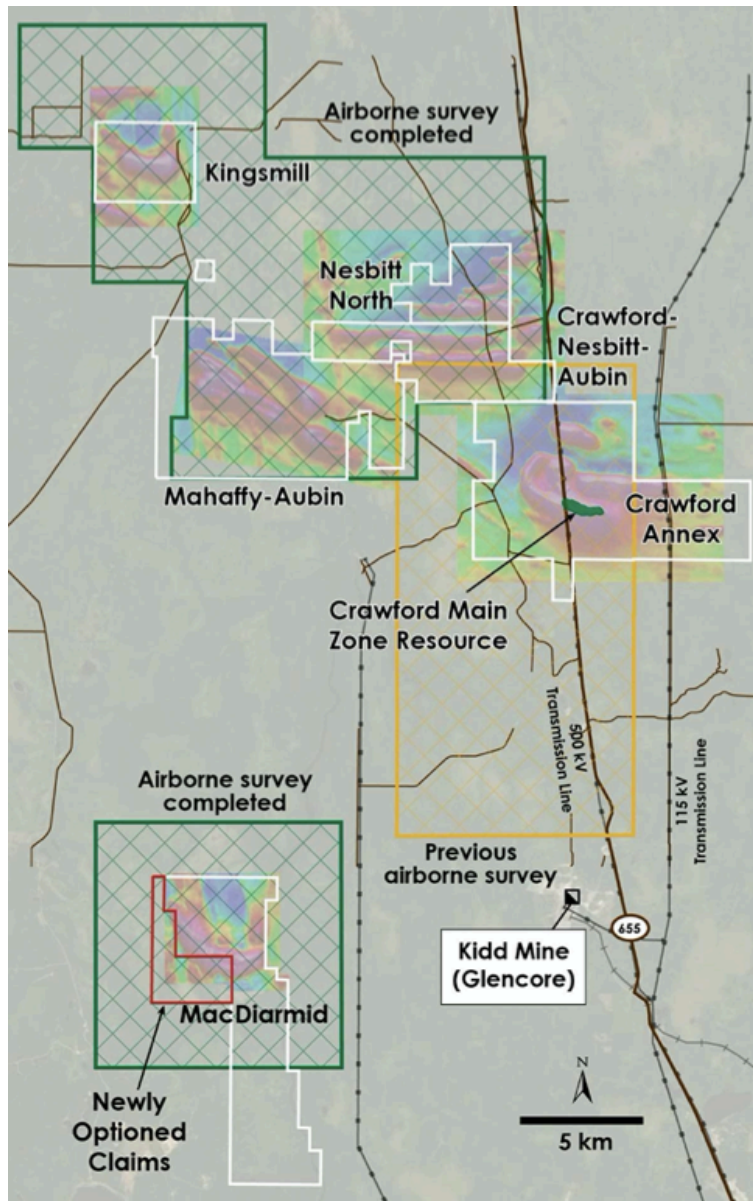 Airborne survey
completed
Kingsmill
Nesbitt
North
Crawford-
Nesbitt-
Aubin
Mahaffy-Aubin
Crawford
Annex
Crawford Main
Zone Resource
500 kV
Transmission Line
115 kV
Transmission Line
Airborne survey
completed
Previous
airborne survey
655
Kidd Mine
(Glencore)
MacDiarmid
Newly
Optioned
Claims
N
5 km